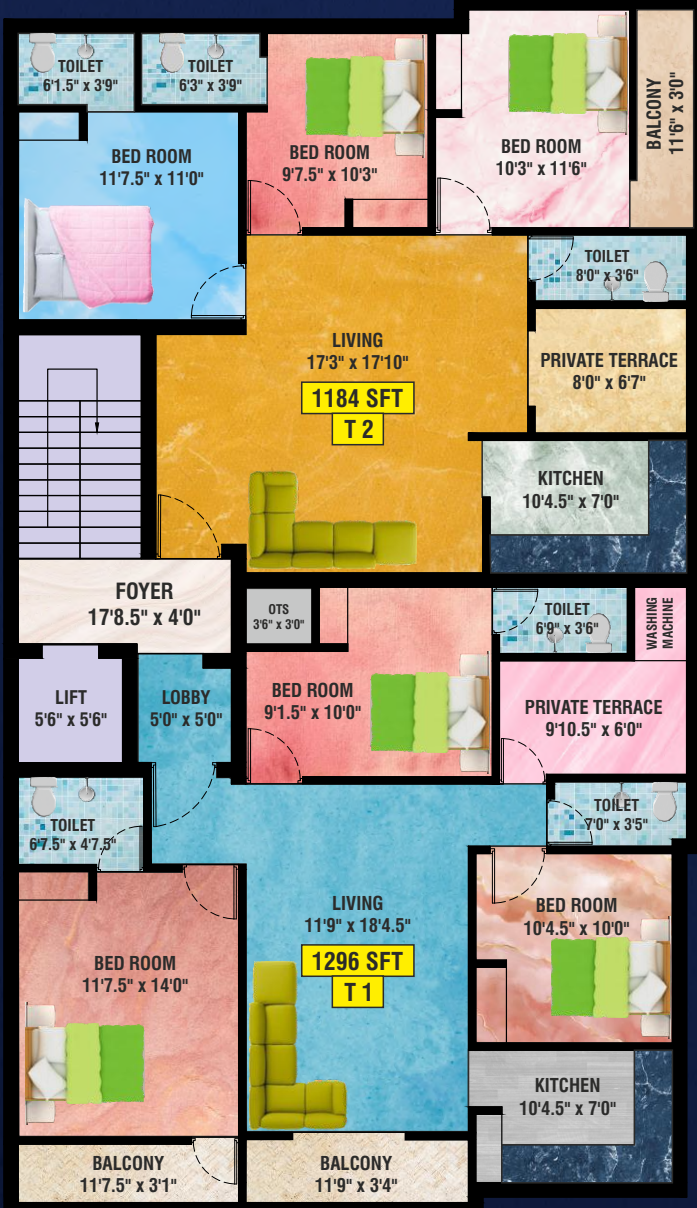 TOILET
6'1.5" x 3'9"
TOILET
6'3" x 3'9"
BED ROOM
11'7.5" x 11'0"
BED ROOM
9'7.5" x 10'3"
BED ROOM
10'3" x 11'6"
BALCONY
11'6" x 3'0"
TOILET
8'0" x 3'6"
LIVING
17'3" x 17'10"
1184 SFT
T 2
PRIVATE TERRACE
8'0" x 6'7"
KITCHEN
10'4.5" x 7'0"
FOYER
17'8.5" x 4'0"
OTS
3'6" x 3'0"
TOILET
6'9" x 3'6"
WASHING
MACHINE
LIFT
5'6" x 5'6"
LOBBY
5'0" x 5'0"
BED ROOM
9'1.5" x 10'0"
PRIVATE TERRACE
9'10.5" x 6'0"
TOILET
6'7.5" x 4'7.5"
TOILET
7'0" x 3'5"
BED ROOM
11'7.5" x 14'0"
LIVING
11'9" x 18'4.5"
1296 SFT
T 1
BED ROOM
10'4.5" x 10'0"
KITCHEN
10'4.5" x 7'0"
BALCONY
11'7.5" x 3'1"
BALCONY
11'9" x 3'4"